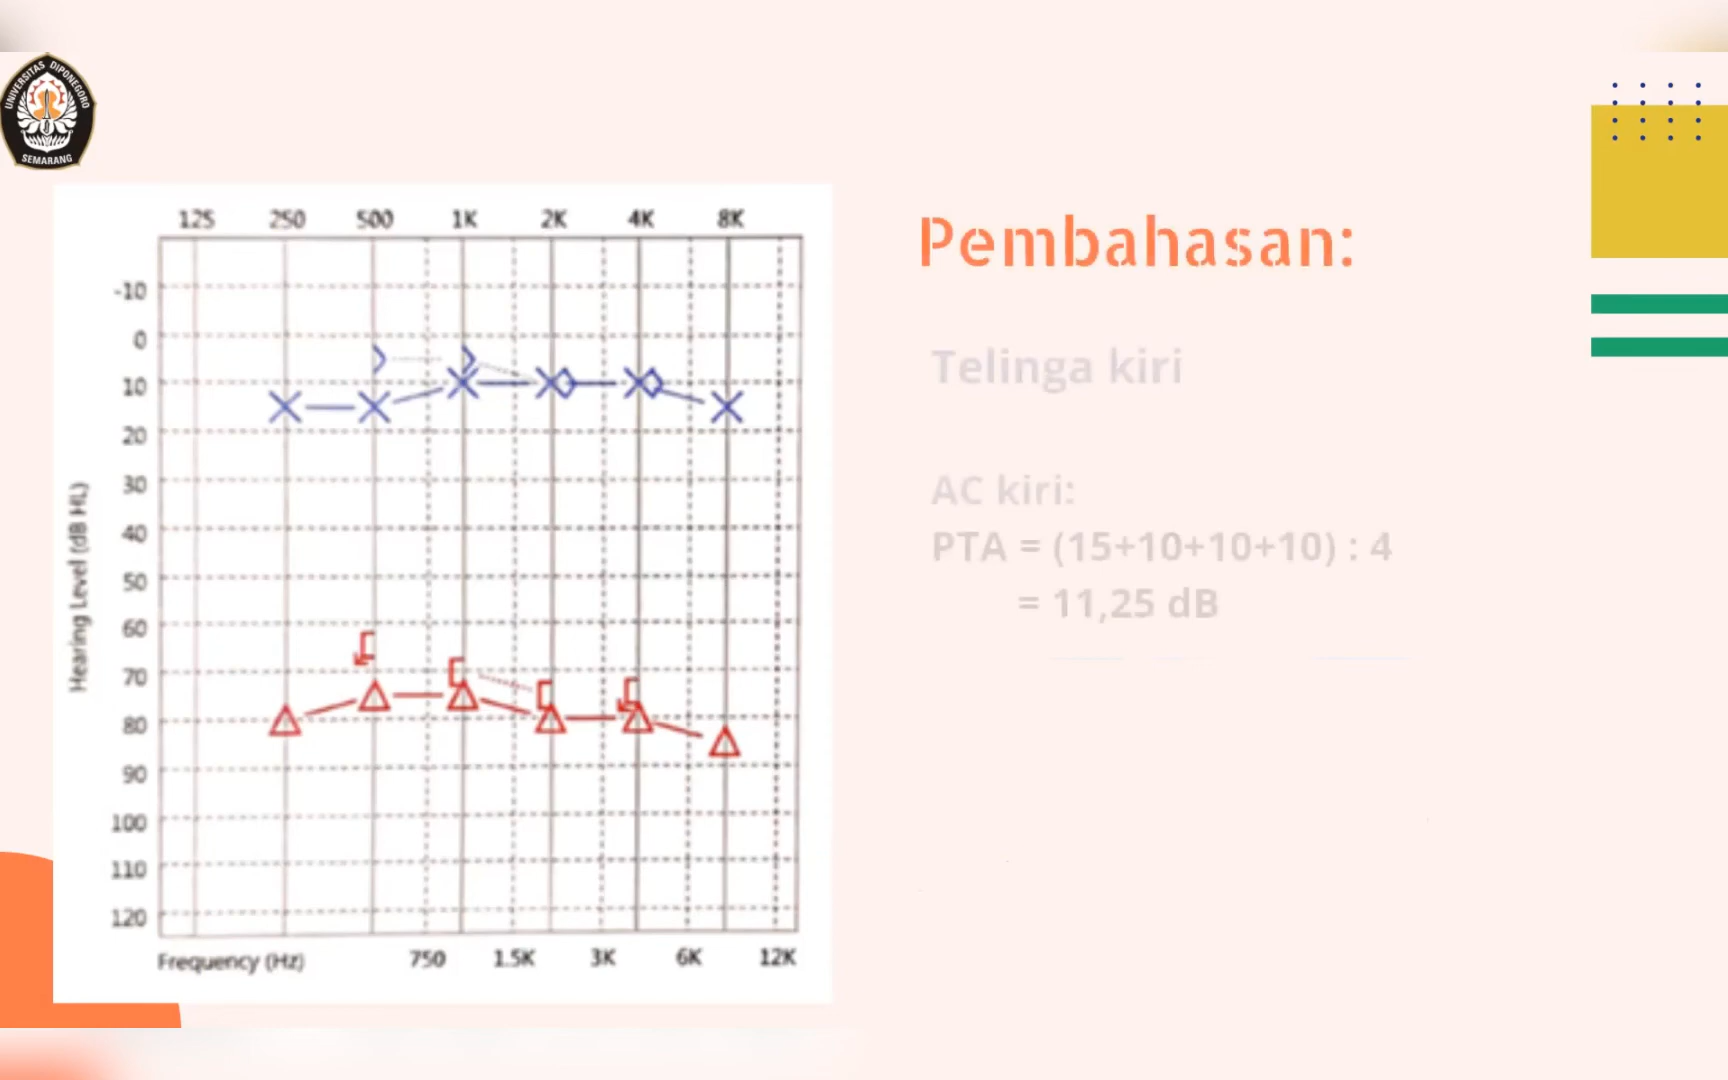 UNIVERSITAS DIPONEGORO
SEMARANG
125 250 500 1K 2K 4K 8K
-10
0
10
20
30
40
50
60
70
80
90
100
110
120
Hearing Level (dB HL)
Frequency (Hz) 750 1.5K 3K 6K 12K
Pembahasan:
Telinga kiri
AC kiri:
PTA = (15+10+10+10) : 4
= 11,25 dB